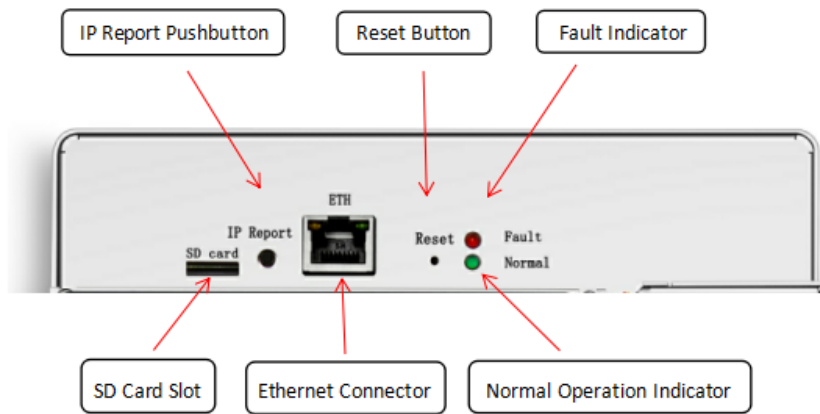 IP Report Pushbutton
Reset Button
Fault Indicator
ETH
IP Report
Reset
Fault
SD card
Normal
SD Card Slot
Ethernet Connector
Normal Operation Indicator